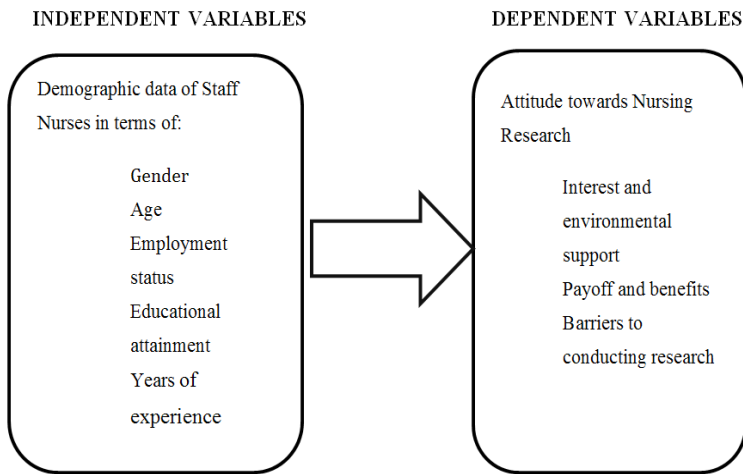 INDEPENDENT VARIABLES
Demographic data of Staff
Nurses in terms of:
Gender
Age
Employment
status
Educational
attainment
Years of
experience
DEPENDENT VARIABLES
Attitude towards Nursing
Research
Interest and
environmental
support
Payoff and benefits
Barriers to
conducting research